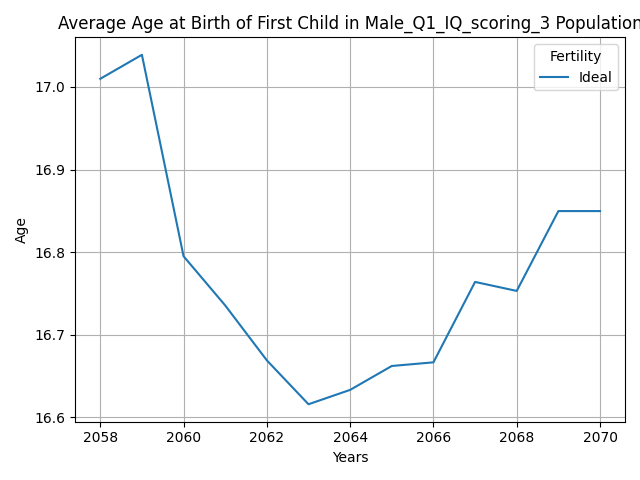 Average Age at Birth of First Child in Male_Q1_IQ_scoring_3 Population
Fertility
Ideal
17.0
16.9
16.8
16.7
16.6
Age
2058
2060
2062
2064
2066
2068
2070
Years